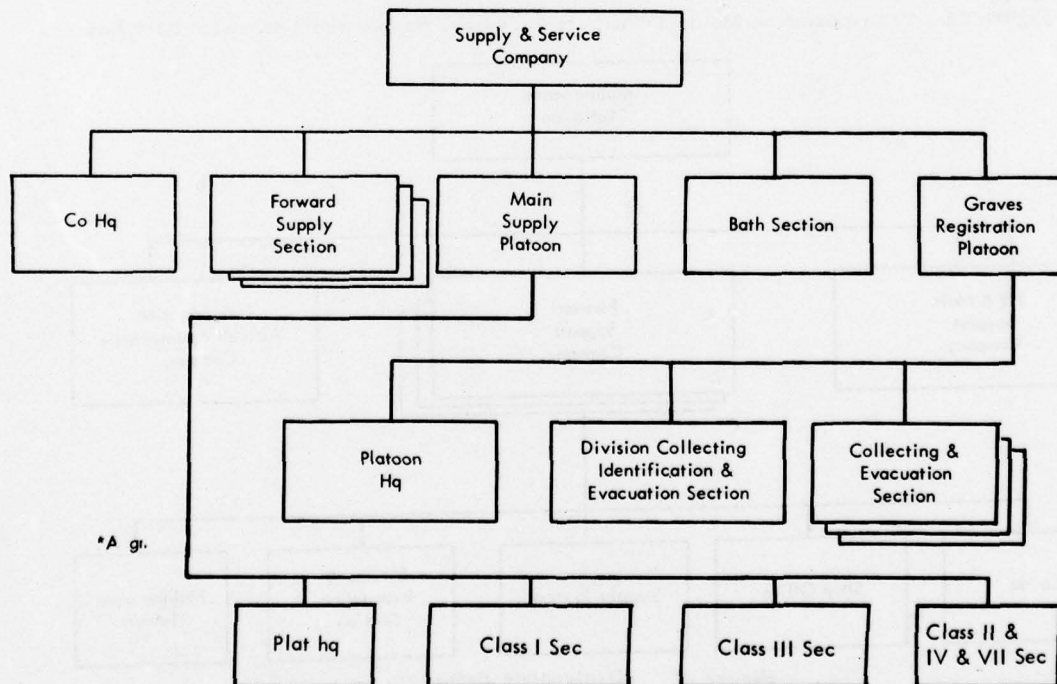 Supply & Service
Company
Co Hq
Forward
Supply
Section
Main
Supply
Platoon
Bath Section
Graves
Registration
Platoon
Platoon
Hq
Division Collecting
Identification &
Evacuation Section
Collecting &
Evacuation
Section
Plat hq
Class I Sec
Class III Sec
Class II &
IV & VII Sec